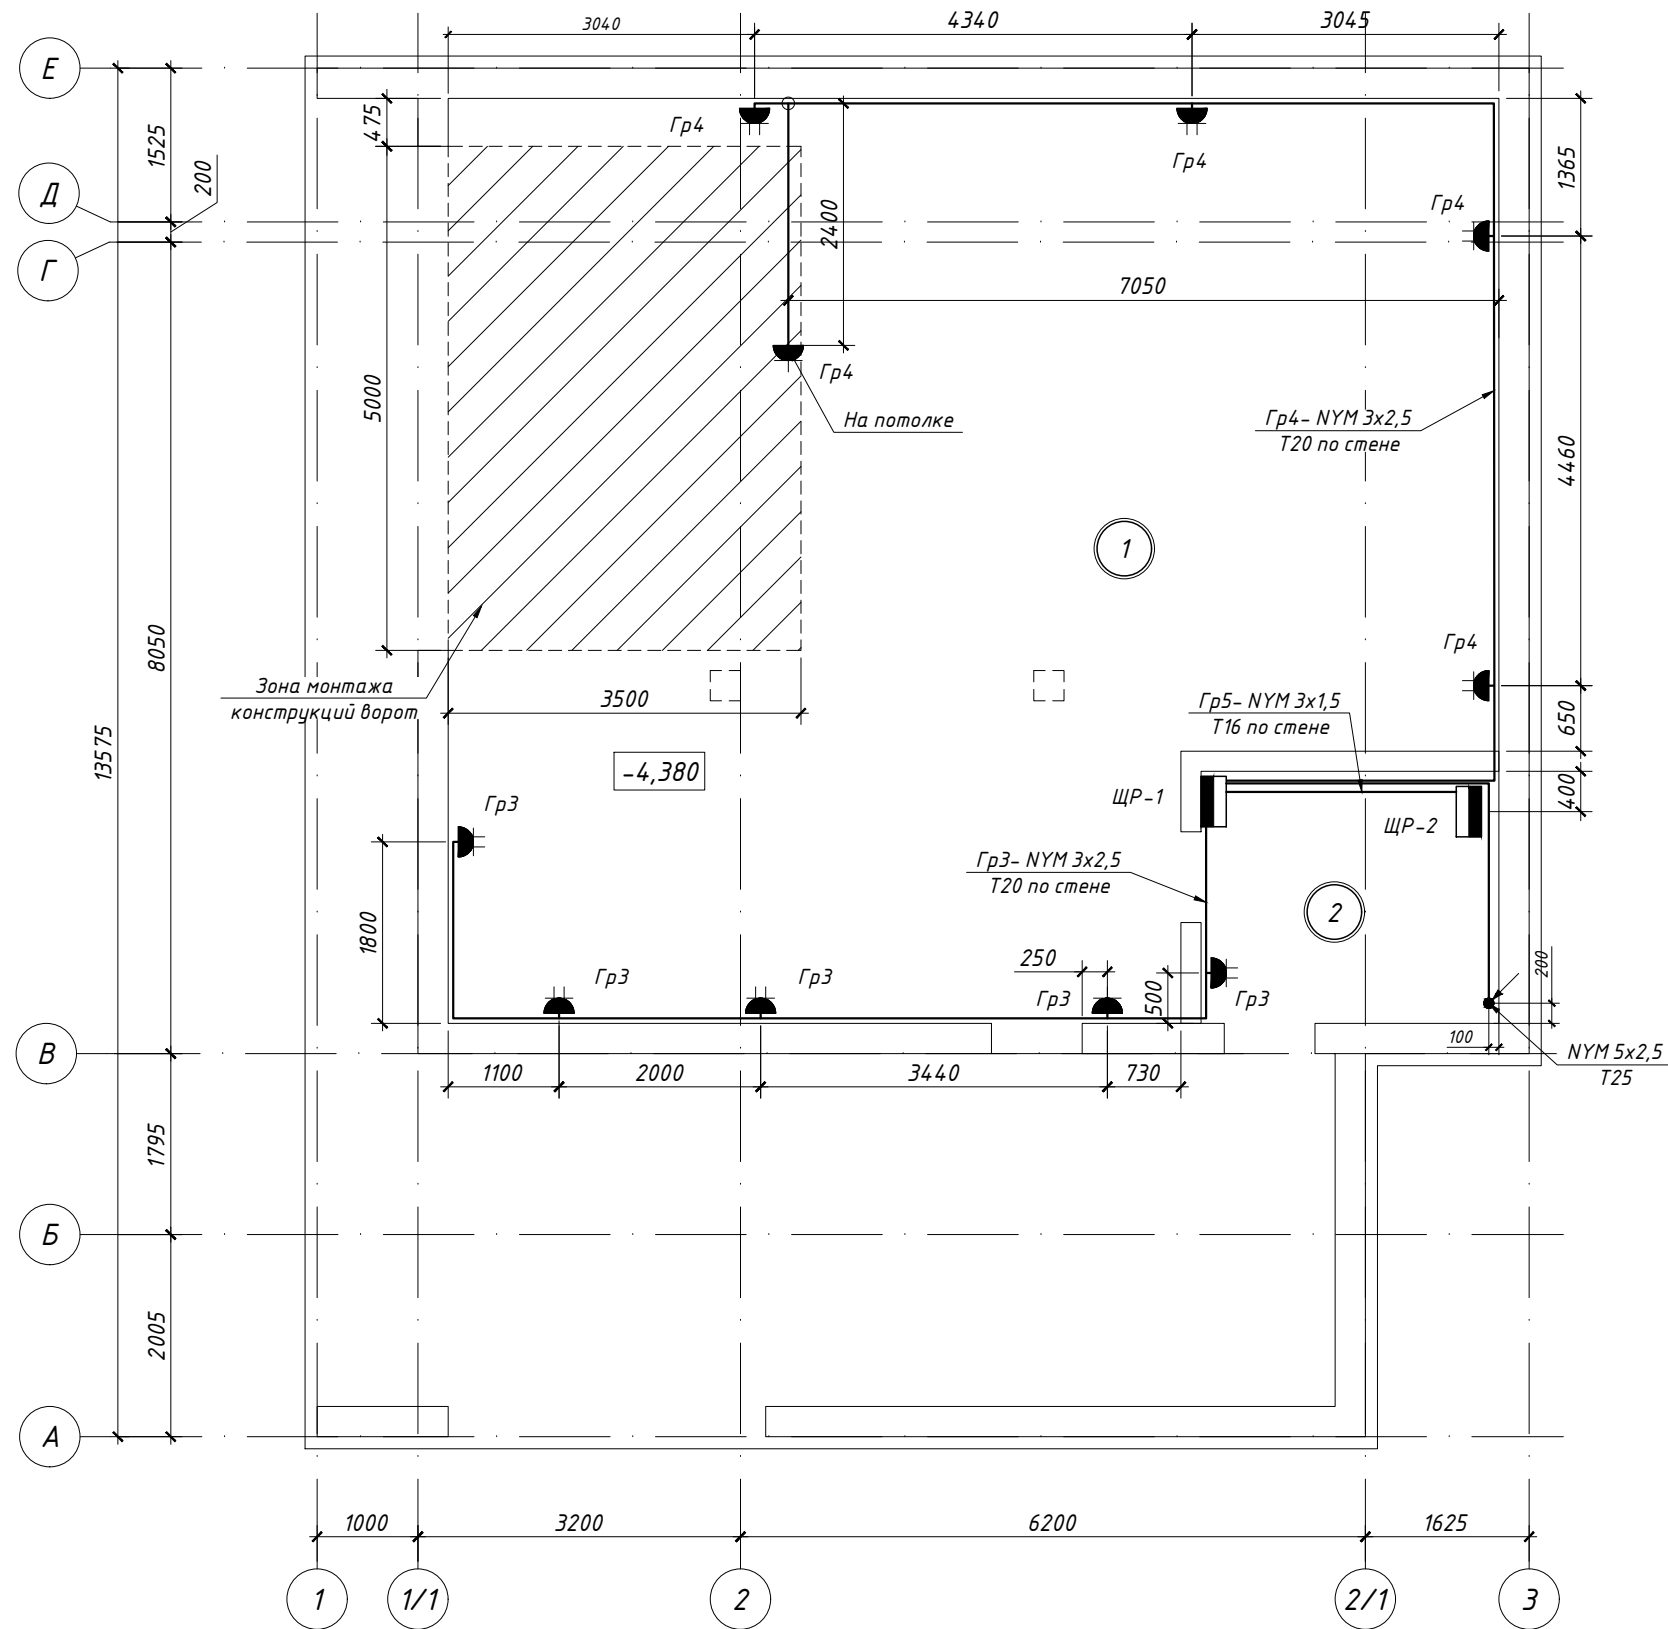 3040
4340
3045
Е
Д
Г
1525
200
475
Гр4
Гр4
1365
Гр4
2400
7050
5000
Гр4
На потолке
Гр4- NYM 3x2,5
Т20 по стене
4460
1
8050
13575
Зона монтажа
конструкций ворот
3500
Гр4
Гр5- NYM 3x1,5
Т16 по стене
650
-4,380
400
Гр3
ЩР-1
ЩР-2
Гр3- NYM 3x2,5
Т20 по стене
2
1800
Гр3
Гр3
250
Гр3
500
Гр3
200
100
NYM 5x2,5
Т25
В
1100
2000
3440
730
1795
Б
2005
А
1000
3200
6200
1625
1
1/1
2
2/1
3